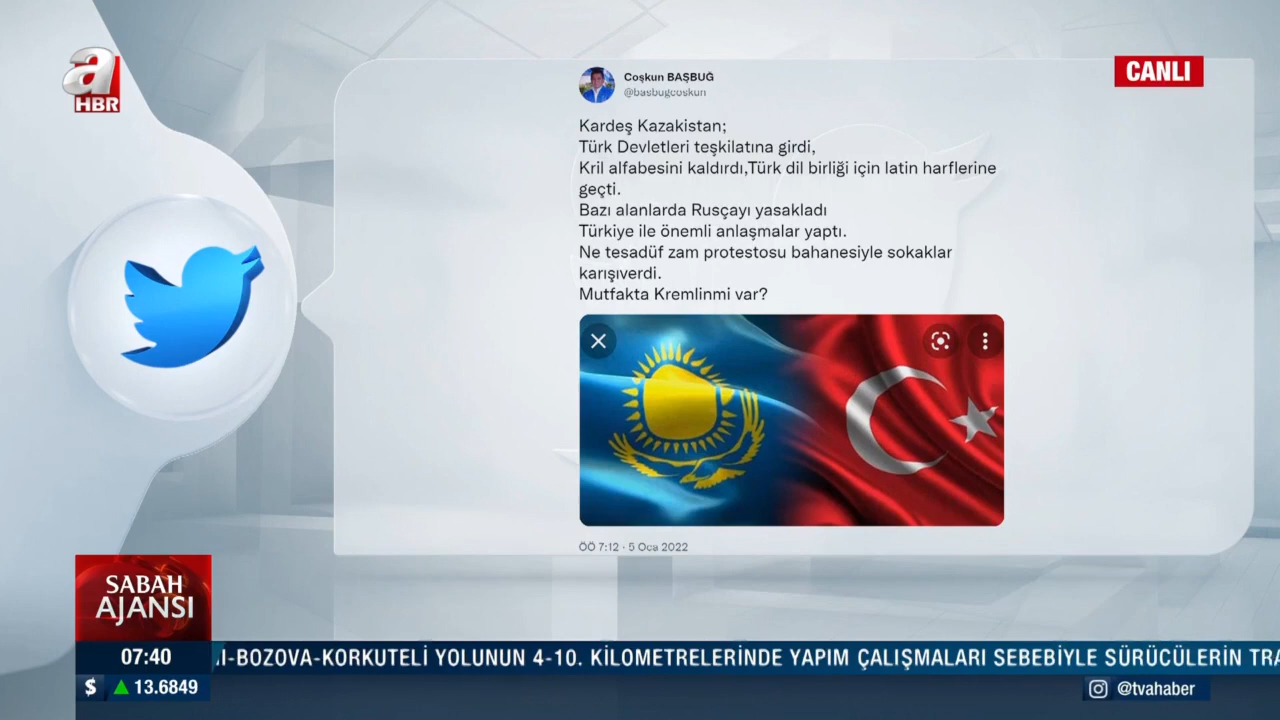 a
HBR
CANLI
Coşkun BAŞBUĞ
@basbugcoskun
Kardeş Kazakistan;
Türk Devletleri teşkilatına girdi,
Kril alfabesini kaldırdı,Türk dil birliği için latin harflerine
geçti.
Bazı alanlarda Rusçayı yasakladı
Türkiye ile önemli anlaşmalar yaptı.
Ne tesadüf zam protestosu bahanesiyle sokaklar
karışıverdi.
Mutfakta Kremlinmi var?
ÖÖ 7:12 · 5 Oca 2022
SABAH
AJANSI
07:40
-BOZOVA-KORKUTELİ YOLUNUN 4-10. KİLOMETRELERİNDE YAPIM ÇALIŞMALARI SEBEBİYLE SÜRÜCÜLERİN
$ 13.6849
@tvahaber